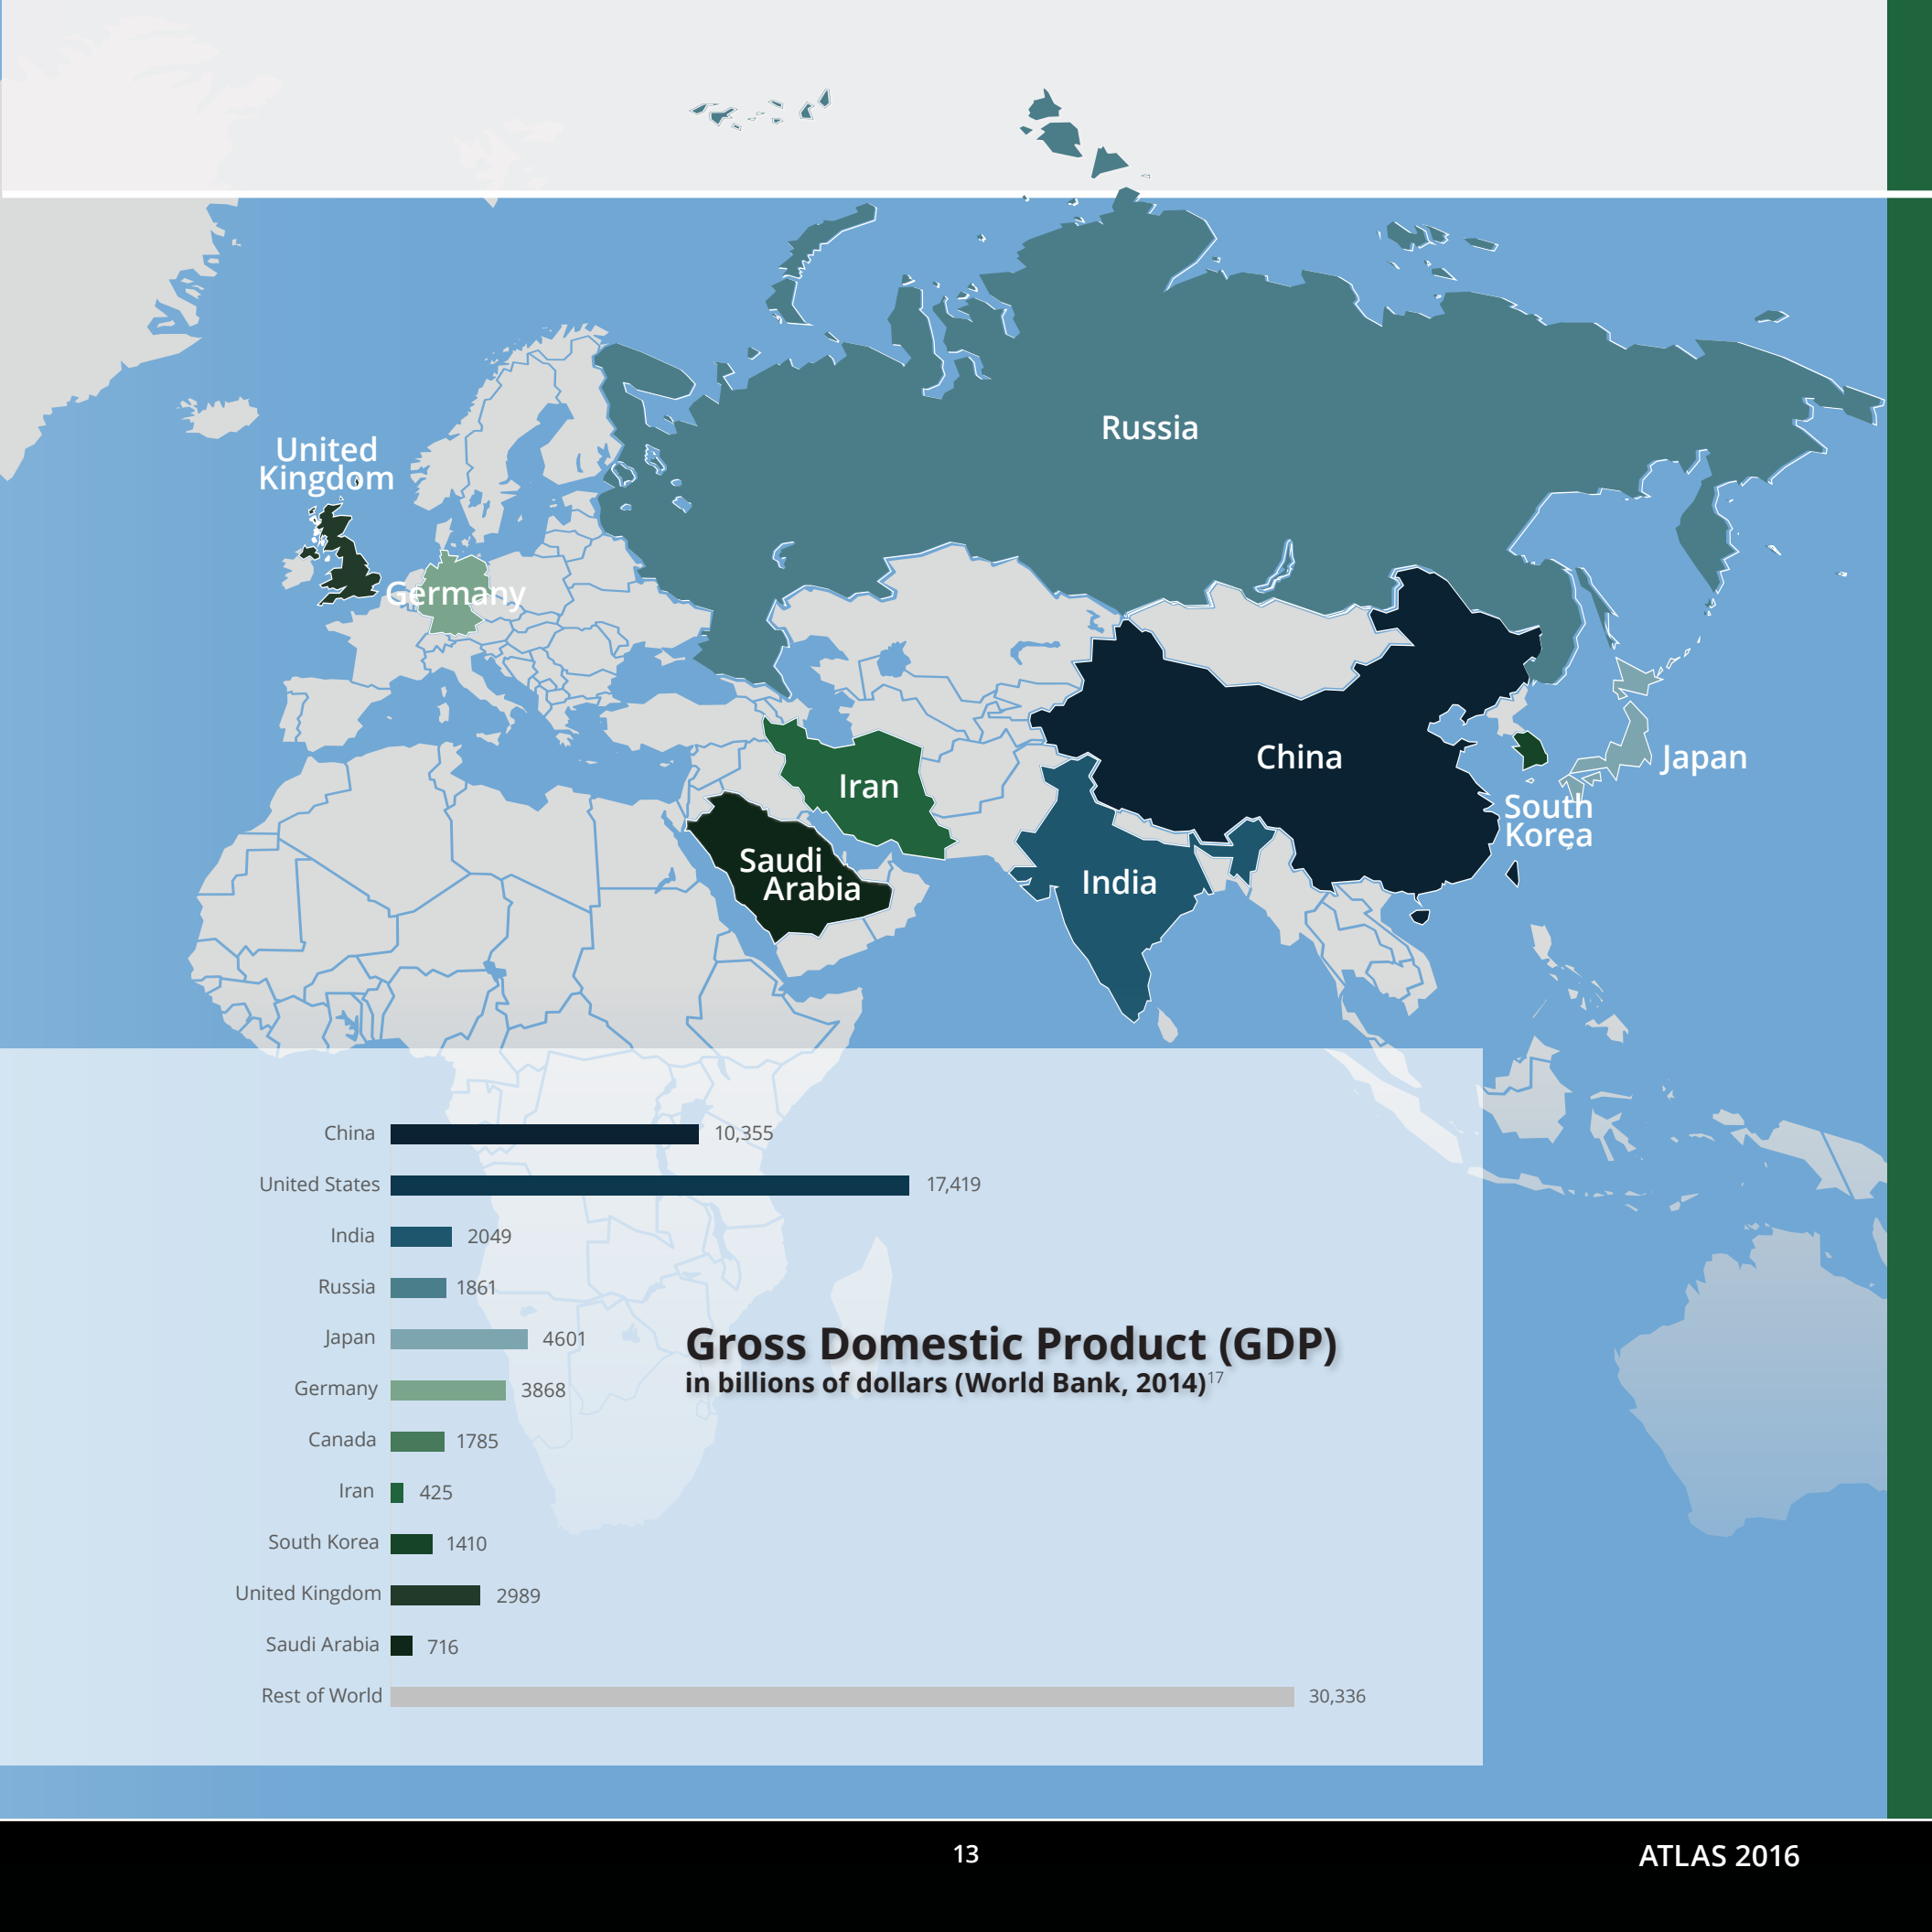 Russia
United
Kingdom
Germany
China
Japan
Iran
South
Korea
Saudi
Arabia
India
China 10,355
United States 17,419
India 2049
Russia 1861
Japan 4601
Gross Domestic Product (GDP)
in billions of dollars (World Bank, 2014)17
Germany 3868
Canada 1785
Iran 425
South Korea 1410
United Kingdom 2989
Saudi Arabia 716
Rest of World 30,336
13
ATLAS 2016